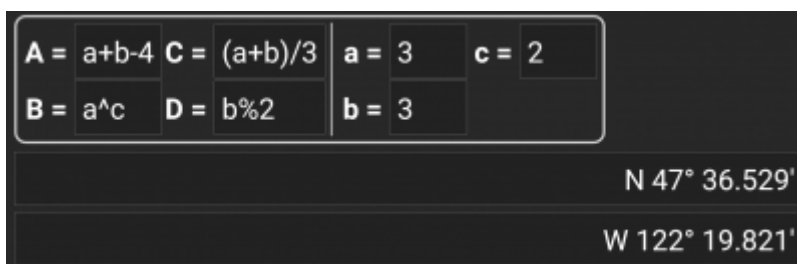 A = a+b-4 C = (a+b)/3 a = 3 c = 2
B = a^c D = b%2 b = 3
N 47° 36.529'
W 122° 19.821'